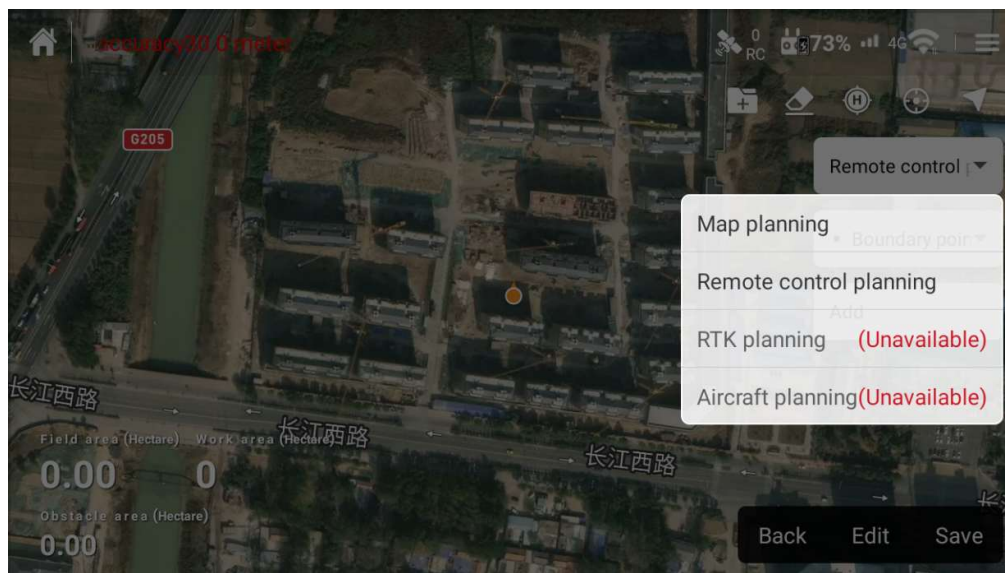 accuracy30.0 meter
0
RC
73%
4G
G205
Remote control
Map planning
Boundary poin
Remote control planning
Add
RTK planning (Unavailable)
Aircraft planning(Unavailable)
长江西路
长江西路
长江西路
长
Field area (Hectare) Work area (Hectare)
0.00 0
Obstacle area (Hectare)
0.00
Back Edit Save
H